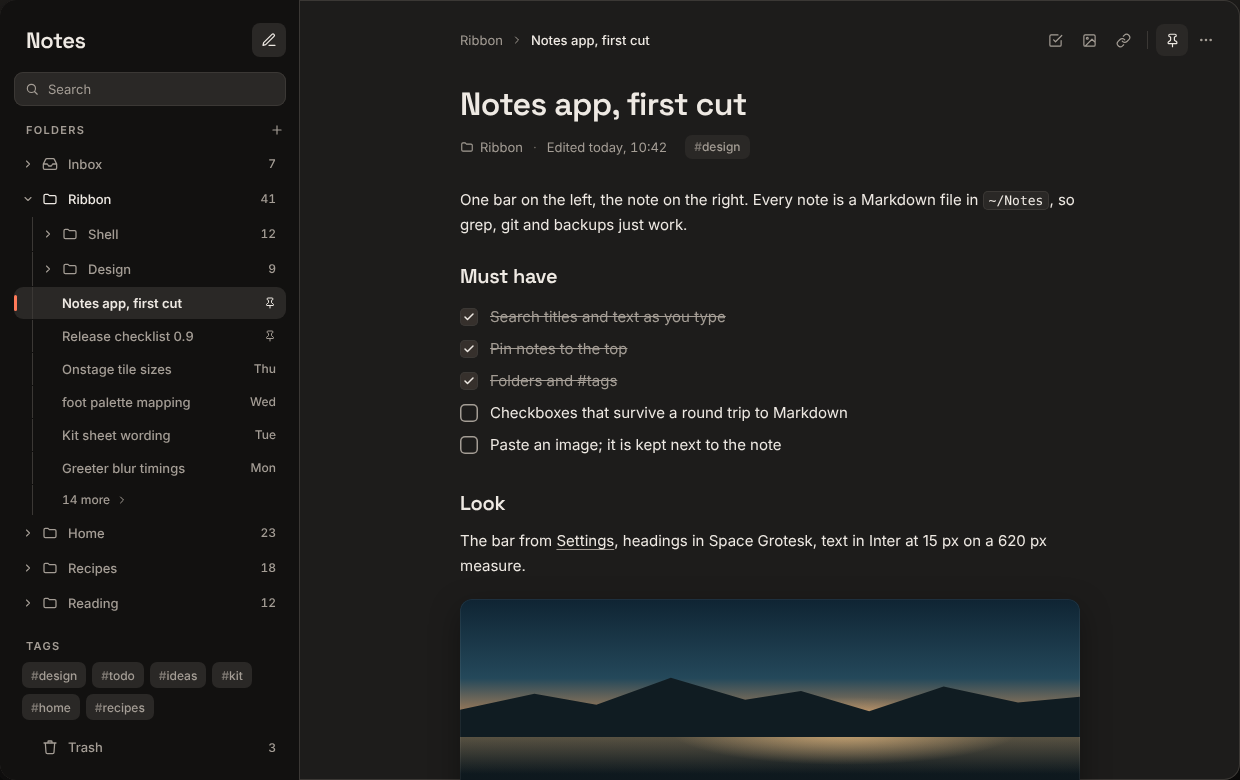 Notes
Search
FOLDERS
Inbox 7
Ribbon 41
Shell 12
Design 9
Notes app, first cut
Release checklist 0.9
Onstage tile sizes Thu
foot palette mapping Wed
Kit sheet wording Tue
Greeter blur timings Mon
14 more
Home 23
Recipes 18
Reading 12
TAGS
#design #todo #ideas #kit
#home #recipes
Trash 3
Ribbon > Notes app, first cut
Notes app, first cut
Ribbon · Edited today, 10:42 #design
One bar on the left, the note on the right. Every note is a Markdown file in ~/Notes, so
grep, git and backups just work.
Must have
Search titles and text as you type
Pin notes to the top
Folders and #tags
Checkboxes that survive a round trip to Markdown
Paste an image; it is kept next to the note
Look
The bar from Settings, headings in Space Grotesk, text in Inter at 15 px on a 620 px
measure.